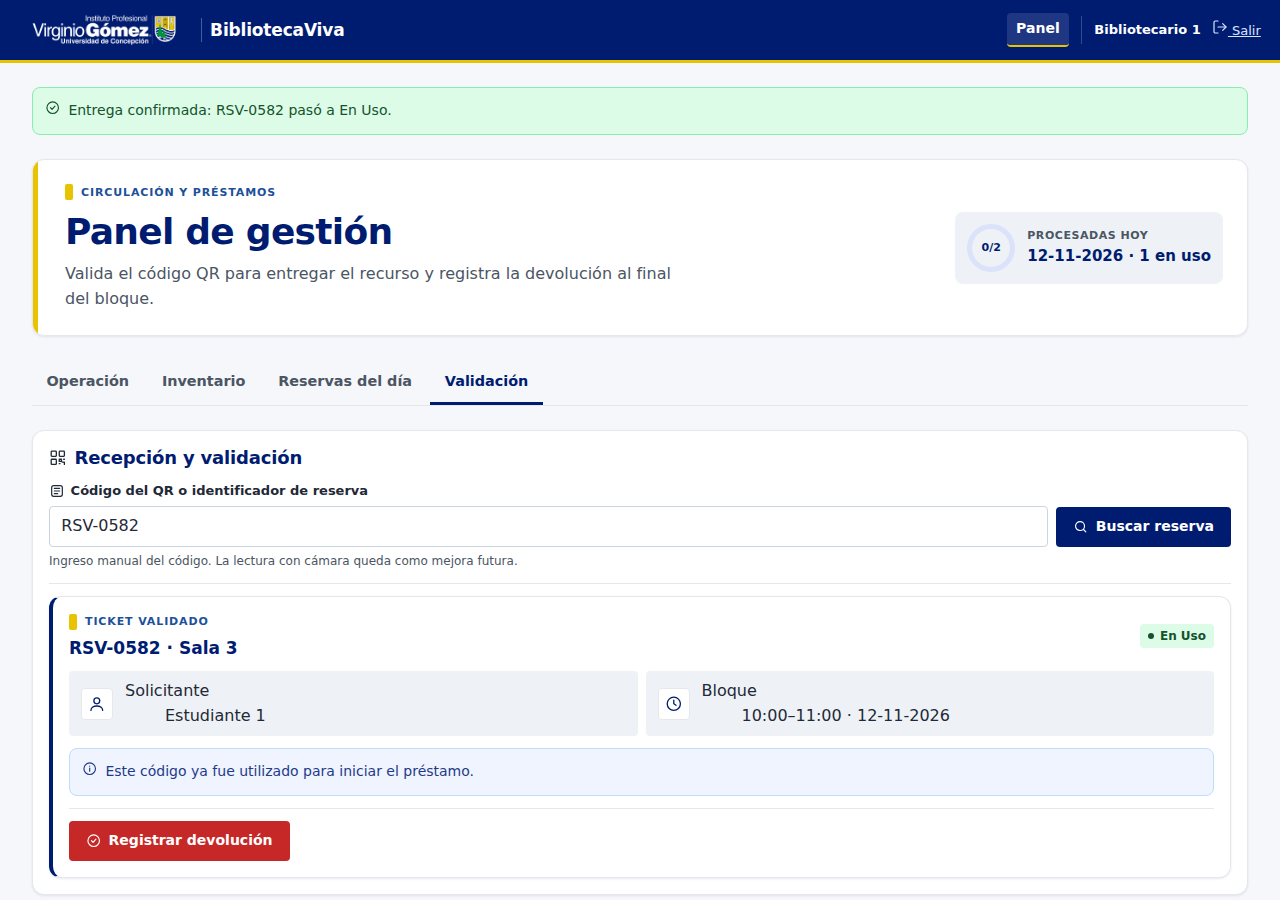 Instituto Profesional
VirginioGómez
Universidad de Concepción
BibliotecaViva
Panel
Bibliotecario 1
Salir
Entrega confirmada: RSV-0582 pasó a En Uso.
CIRCULACIÓN Y PRÉSTAMOS
Panel de gestión
Valida el código QR para entregar el recurso y registra la devolución al final
del bloque.
0/2
PROCESADAS HOY
12-11-2026 · 1 en uso
Operación
Inventario
Reservas del día
Validación
Recepción y validación
Código del QR o identificador de reserva
RSV-0582
Buscar reserva
Ingreso manual del código. La lectura con cámara queda como mejora futura.
TICKET VALIDADO
RSV-0582 · Sala 3
En Uso
Solicitante
Estudiante 1
Bloque
10:00–11:00 · 12-11-2026
Este código ya fue utilizado para iniciar el préstamo.
Registrar devolución